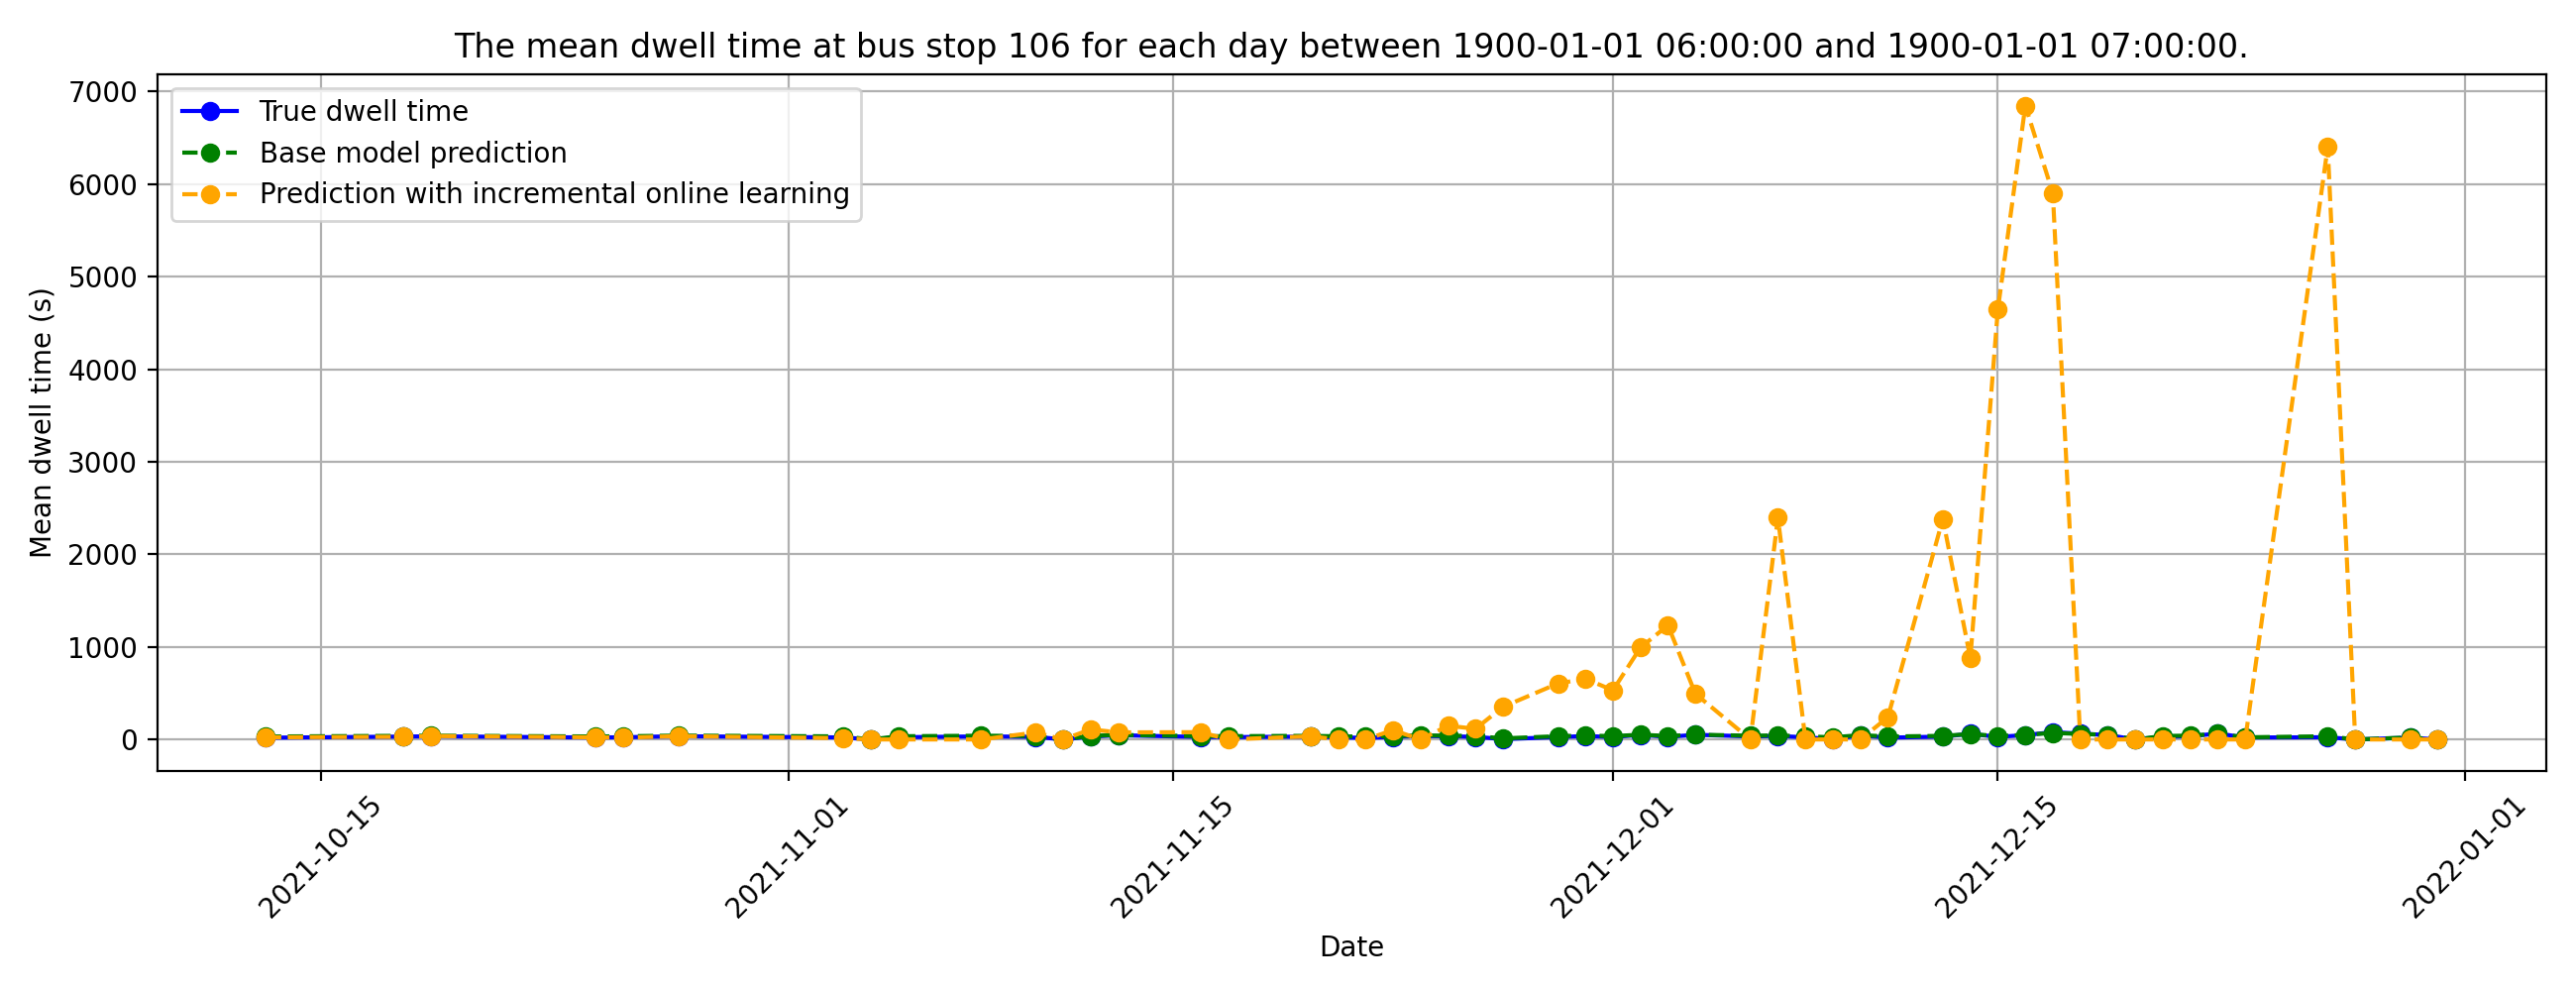 The mean dwell time at bus stop 106 for each day between 1900-01-01 06:00:00 and 1900-01-01 07:00:00.
True dwell time
Base model prediction
Prediction with incremental online learning
Mean dwell time (s)
7000
6000
5000
4000
3000
2000
1000
0
2021-10-15
2021-11-01
2021-11-15
2021-12-01
2021-12-15
2022-01-01
Date